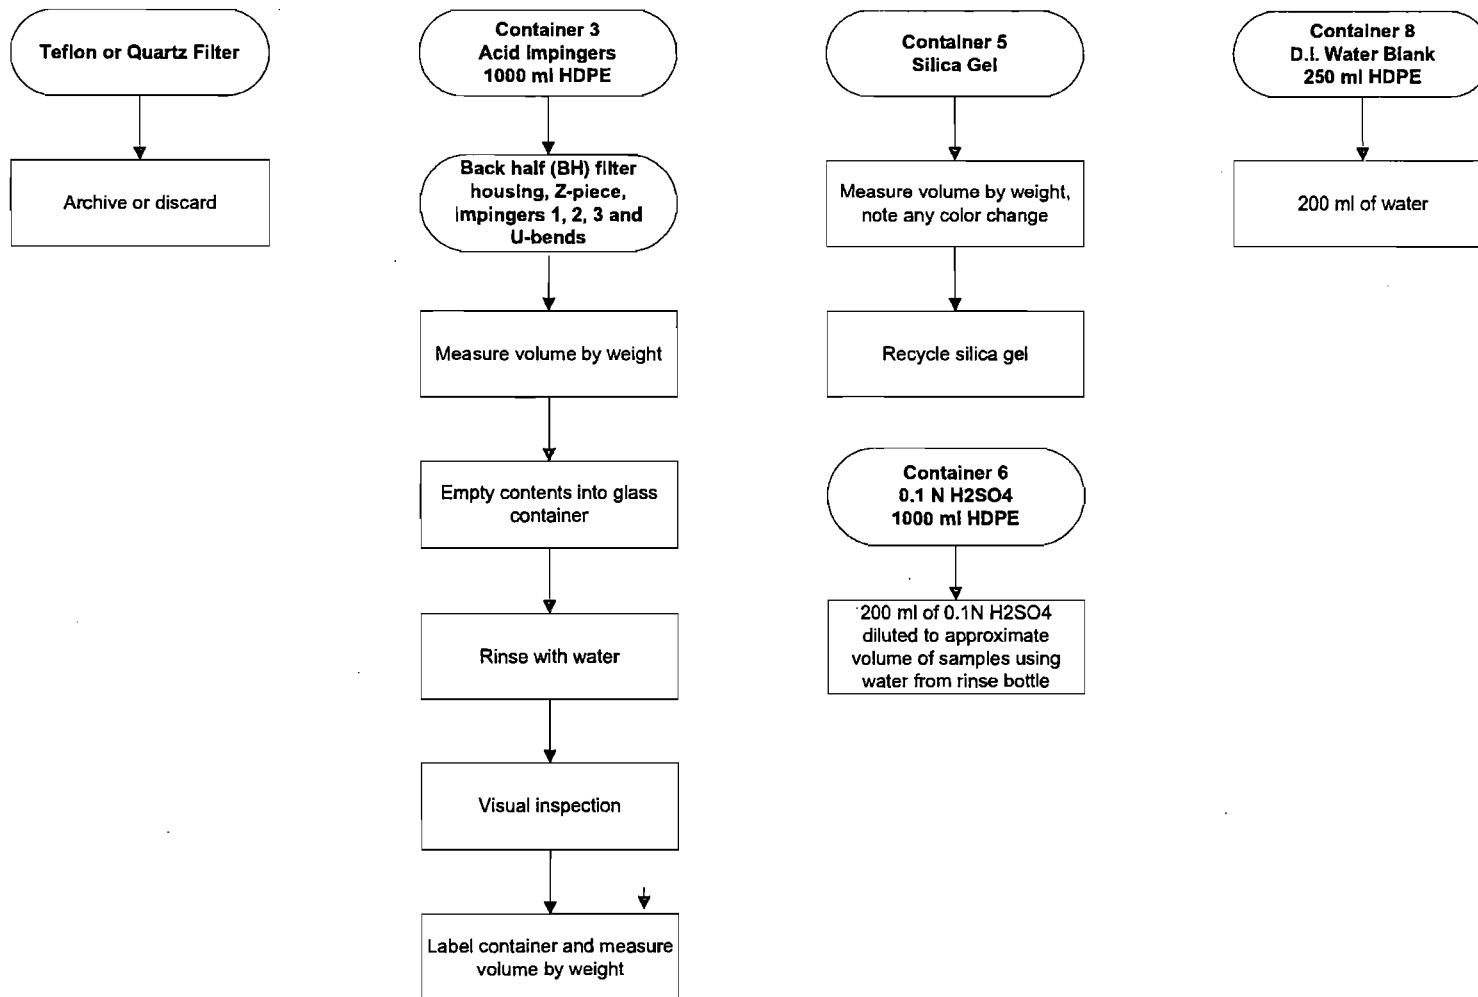 Teflon or Quartz Filter
Archive or discard
Container 3
Acid Impingers
1000 ml HDPE
Back half (BH) filter
housing, Z-piece,
Impingers 1, 2, 3 and
U-bends
Measure volume by weight
Empty contents into glass
container
Rinse with water
Visual inspection
Label container and measure
volume by weight
Container 5
Silica Gel
Measure volume by weight,
note any color change
Recycle silica gel
Container 6
0.1 N H2SO4
1000 ml HDPE
200 ml of 0.1N H2SO4
diluted to approximate
volume of samples using
water from rinse bottle
Container 8
D.I. Water Blank
250 ml HDPE
200 ml of water